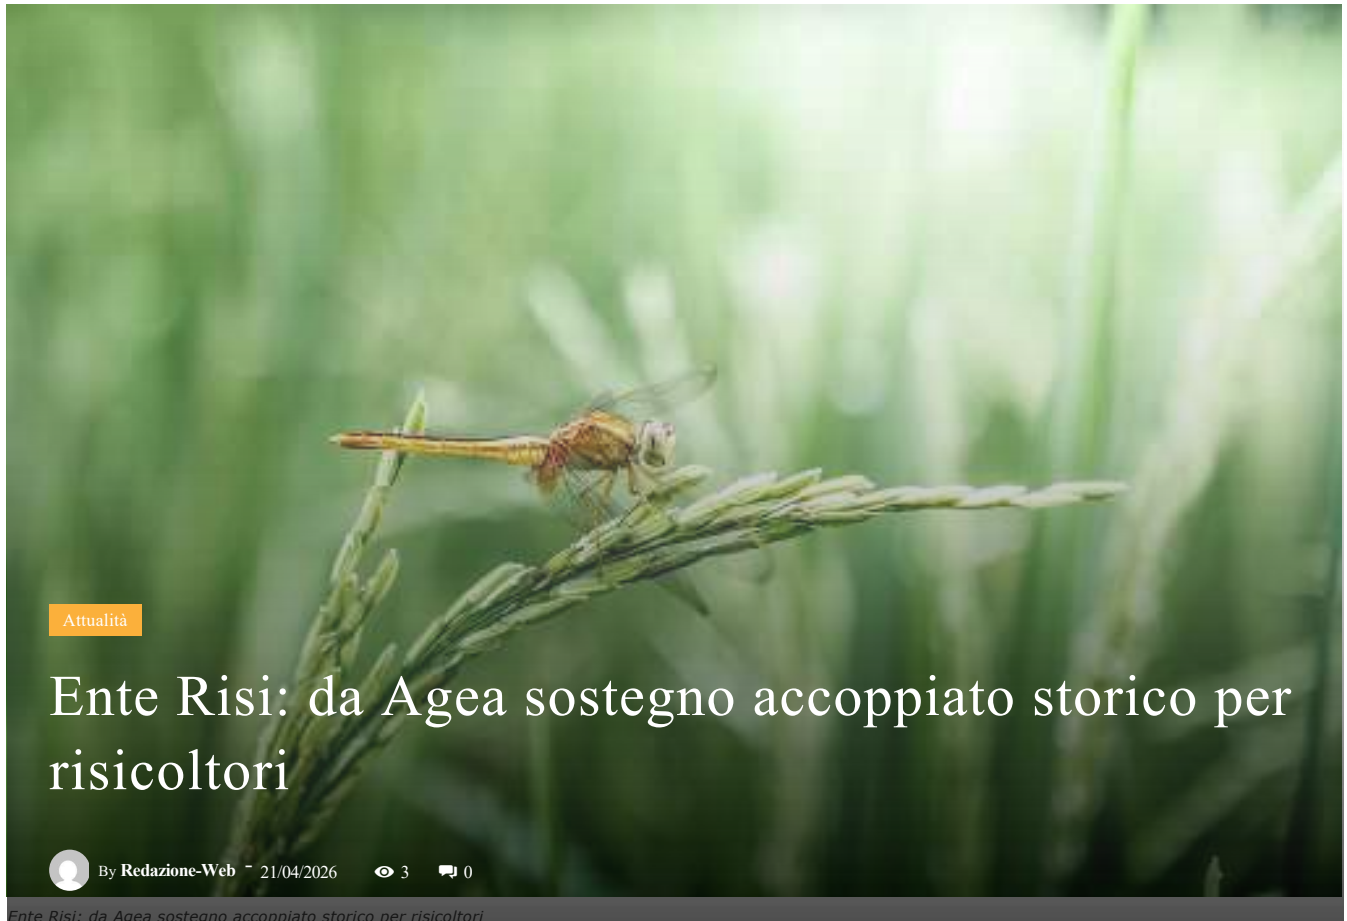 Attualità
Ente Risi: da Agea sostegno accoppiato storico per
risicoltori
By Redazione-Web - 21/04/2026 3 0
Ente Risi: da Agea sostegno accoppiato storico per risicoltori